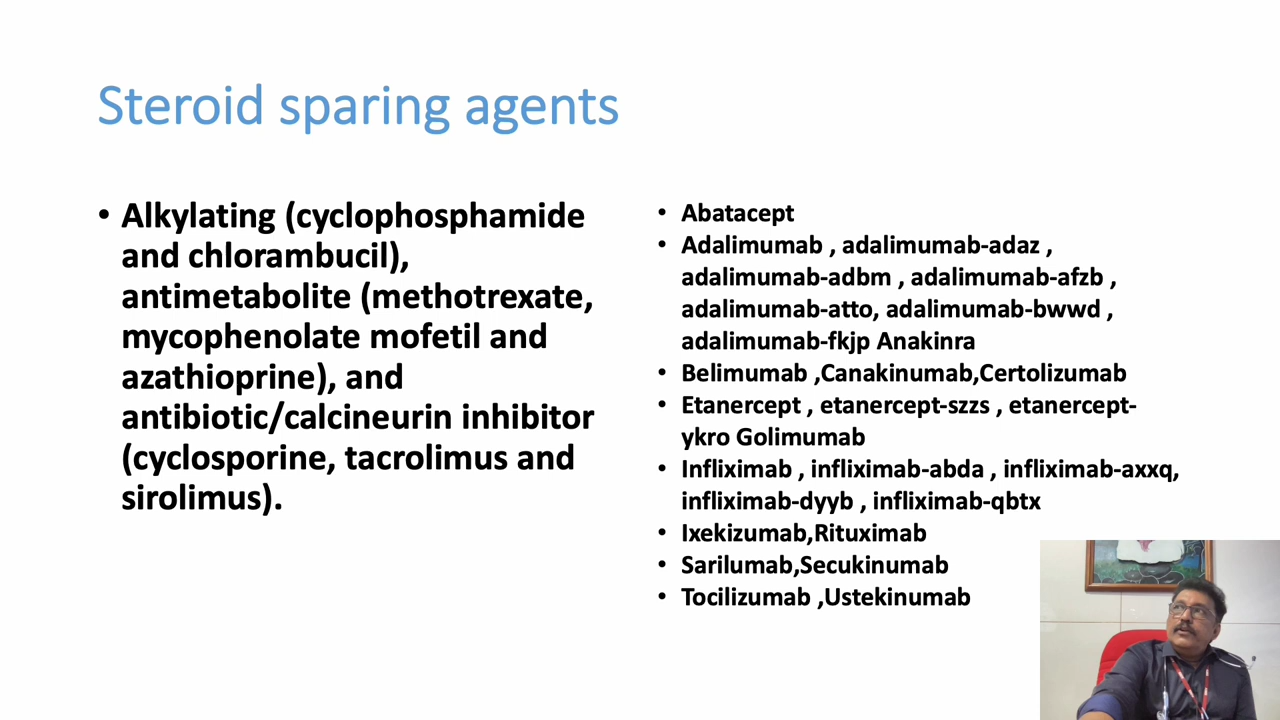 Steroid sparing agents
• Alkylating (cyclophosphamide
and chlorambucil),
antimetabolite (methotrexate,
mycophenolate mofetil and
azathioprine), and
antibiotic/calcineurin inhibitor
(cyclosporine, tacrolimus and
sirolimus).
• Abatacept
• Adalimumab , adalimumab-adaz ,
adalimumab-adbm , adalimumab-afzb ,
adalimumab-atto, adalimumab-bwwd ,
adalimumab-fkjp Anakinra
• Belimumab ,Canakinumab,Certolizumab
• Etanercept , etanercept-szzs , etanercept-
ykro Golimumab
• Infliximab , infliximab-abda , infliximab-axxq,
infliximab-dyyb , infliximab-qbtx
• Ixekizumab,Rituximab
• Sarilumab,Secukinumab
• Tocilizumab ,Ustekinumab